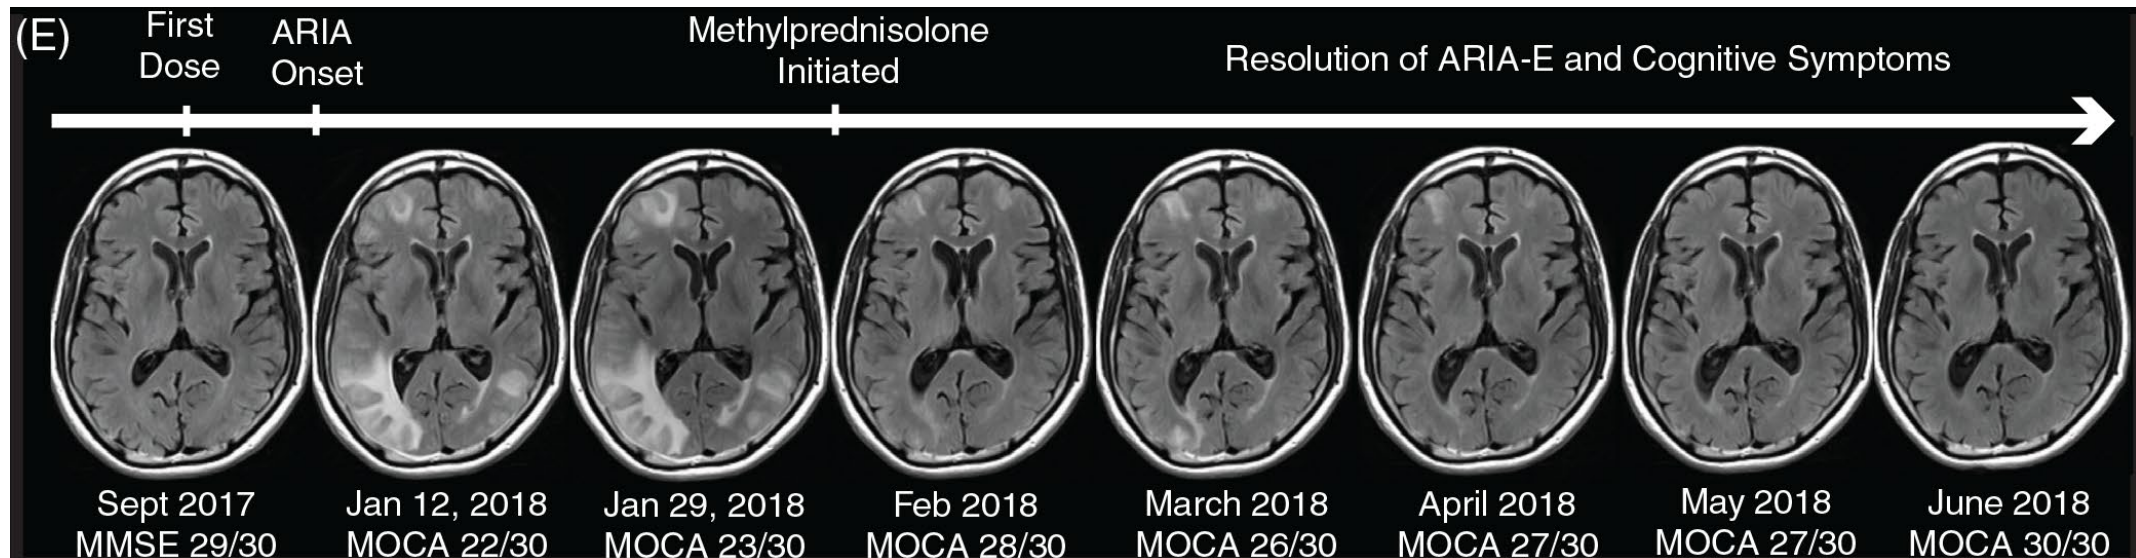 (E)
First
Dose
ARIA
Onset
Methylprednisolone
Initiated
Resolution of ARIA-E and Cognitive Symptoms
Sept 2017
MMSE 29/30
Jan 12, 2018
MOCA 22/30
Jan 29, 2018
MOCA 23/30
Feb 2018
MOCA 28/30
March 2018
MOCA 26/30
April 2018
MOCA 27/30
May 2018
MOCA 27/30
June 2018
MOCA 30/30